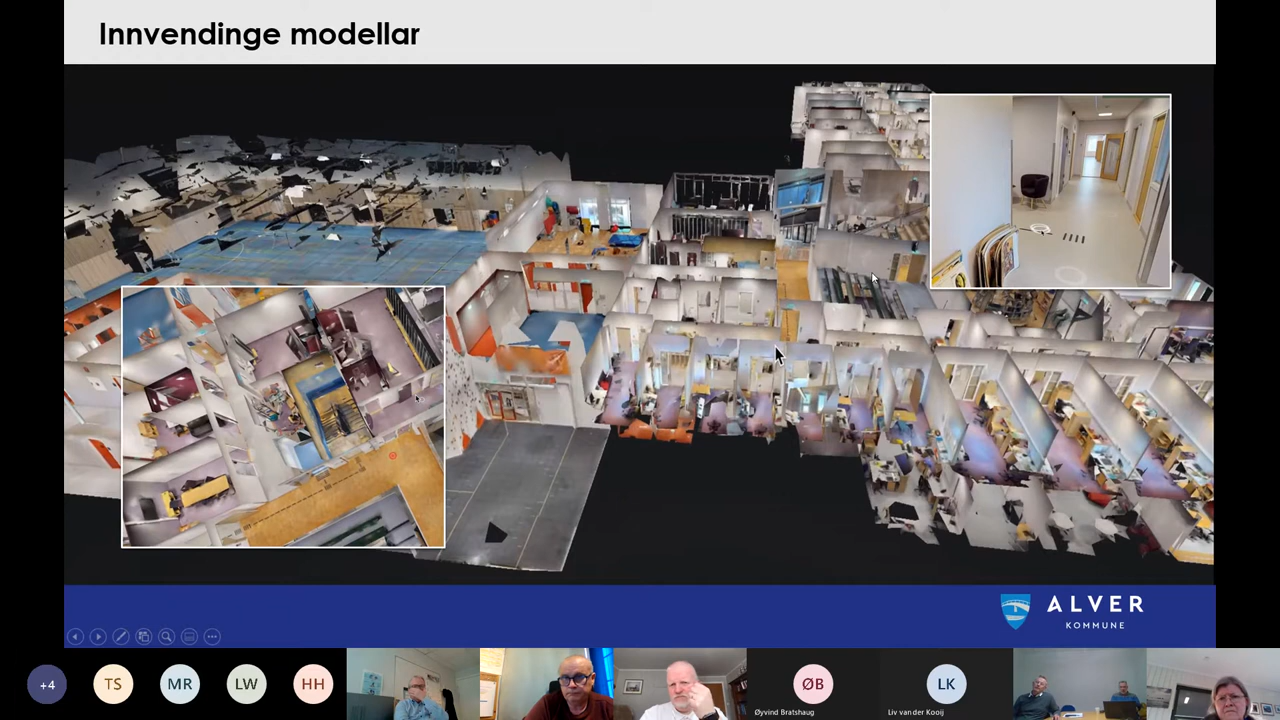 Innvendinge modellar
ALVER
KOMMUNE
+4
TS
MR
LW
HH
ØB
Øyvind Bratshaug
LK
Liv van der Kooij